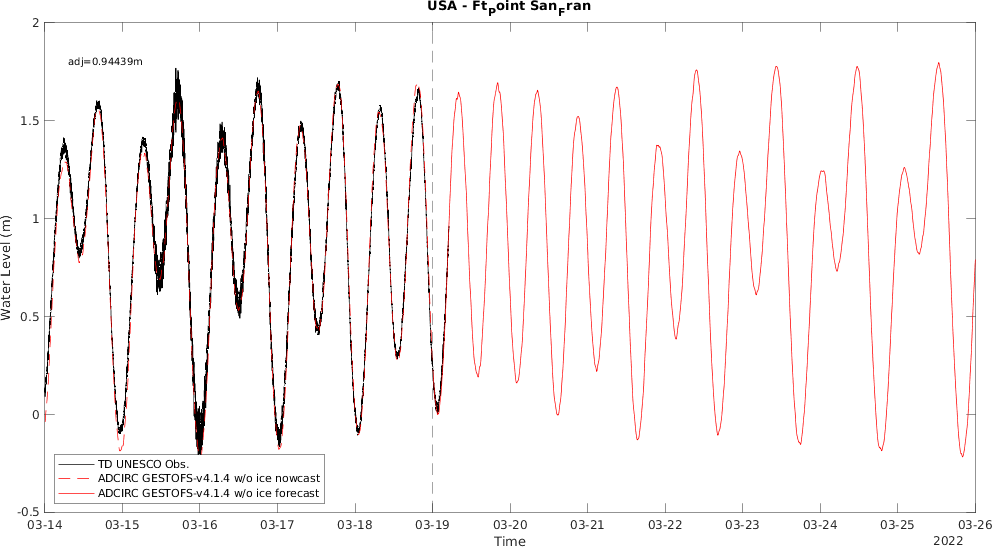 USA - FtPoint SanFran
adj=0.94439m
Water Level (m)
2
1.5
1
0.5
0
-0.5
TD UNESCO Obs.
ADCIRC GESTOFS-v4.1.4 w/o ice nowcast
ADCIRC GESTOFS-v4.1.4 w/o ice forecast
03-14 03-15 03-16 03-17 03-18 03-19 03-20 03-21 03-22 03-23 03-24 03-25 03-26
Time
2022